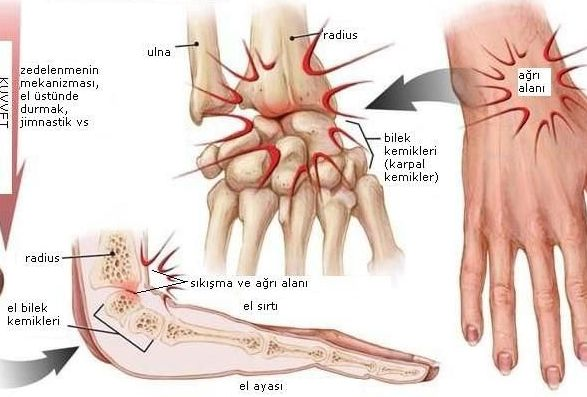 KUVVET
zedelenmenin
mekanizması,
el üstünde
durmak,
jimnastik vs
ulna
radius
ağrı
alanı
bilek
kemikleri
(karpal
kemikler)
radius
sıkışma ve ağrı alanı
el sırtı
el bilek
kemikleri
el ayası